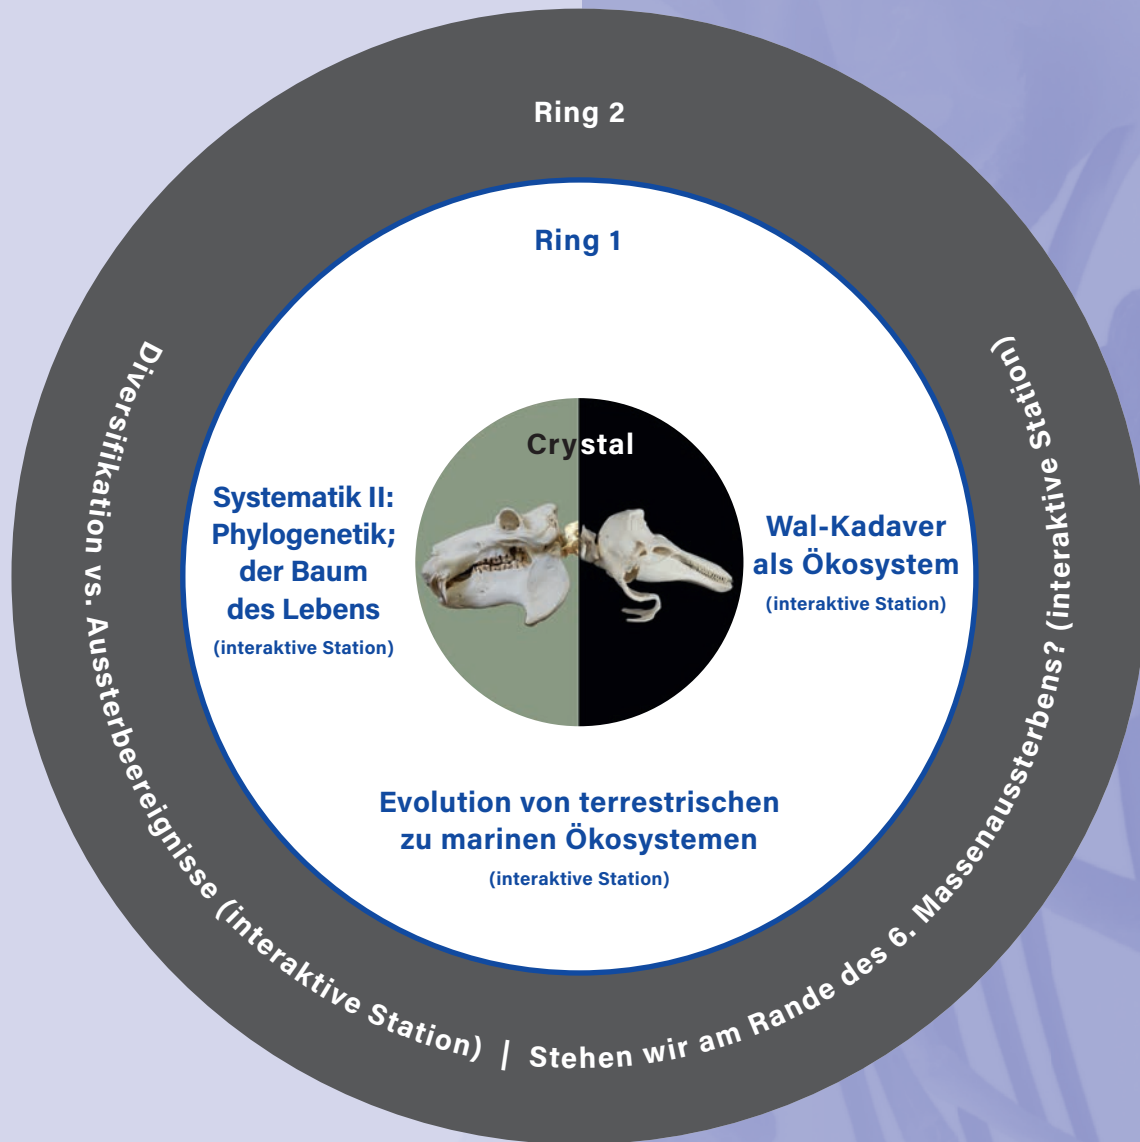 Ring 2
Ring 1
Crystal
Systematik II:
Phylogenetik;
der Baum
des Lebens
(interaktive Station)
Wal-Kadaver
als Ökosystem
(interaktive Station)
Evolution von terrestrischen
zu marinen Ökosystemen
(interaktive Station)
Diversifikation vs. Aussterbeereignisse (interaktive Station) | Stehen wir am Rande des 6. Massenaussterbens? (interaktive Station)